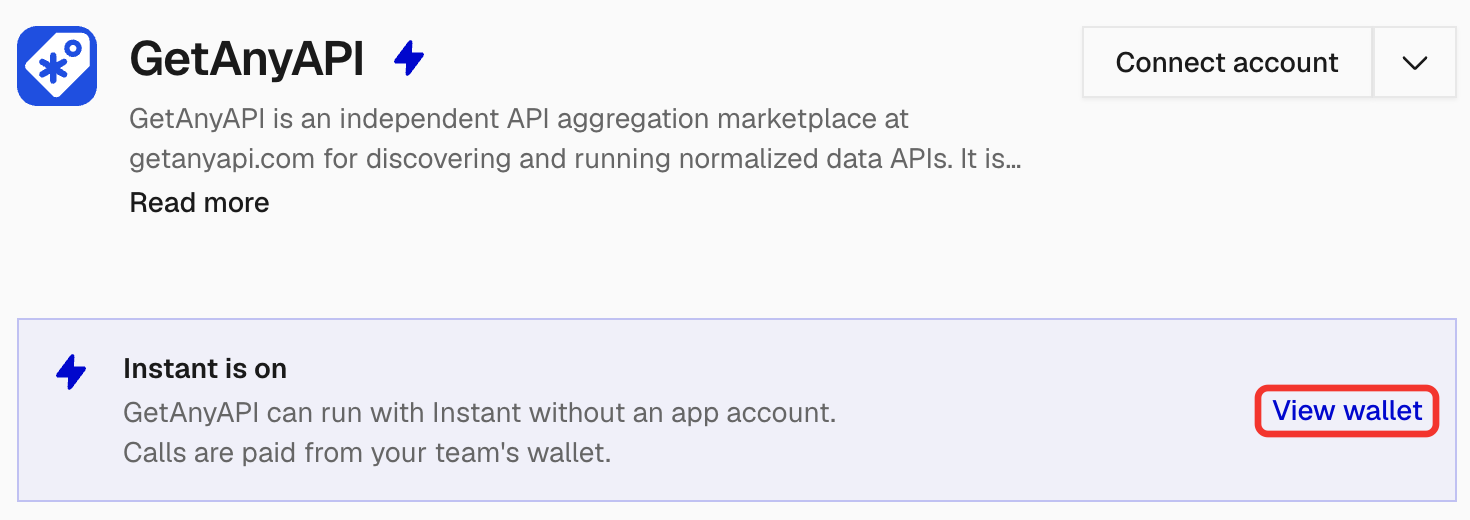 GetAnyAPI
Connect account
GetAnyAPI is an independent API aggregation marketplace at
getanyapi.com for discovering and running normalized data APIs. It is...
Read more
Instant is on
GetAnyAPI can run with Instant without an app account.
Calls are paid from your team's wallet.
View wallet